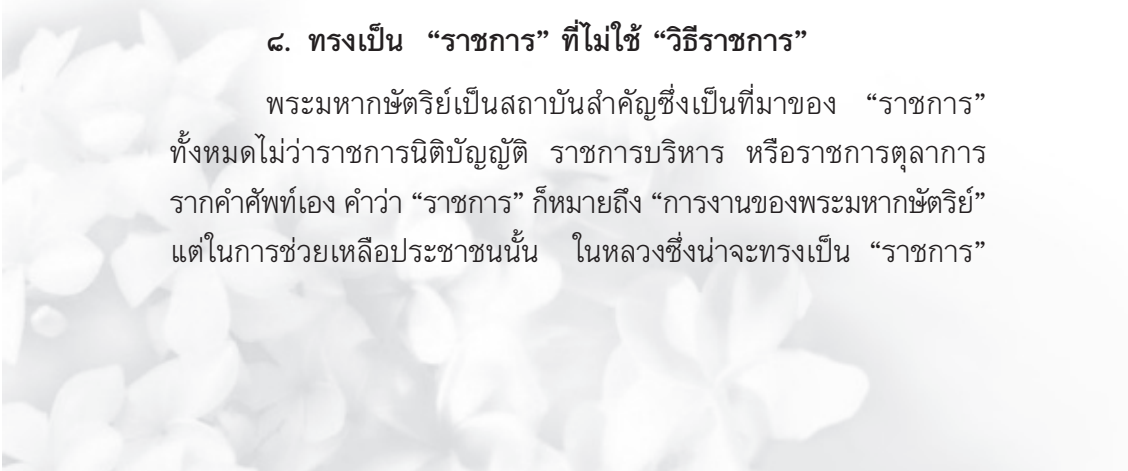 ๘. ทรงเป็น “ราชการ” ที่ไม่ใช้ “วิธีราชการ”
พระมหากษัตริย์เป็นสถาบันสำคัญซึ่งเป็นที่มาของ “ราชการ”
ทั้งหมดไม่ว่าราชการนิติบัญญัติ ราชการบริหาร หรือราชการตุลาการ
รากคำศัพท์เอง คำว่า “ราชการ” ก็หมายถึง “การงานของพระมหากษัตริย์”
แต่ในการช่วยเหลือประชาชนนั้น ในหลวงซึ่งน่าจะทรงเป็น “ราชการ”